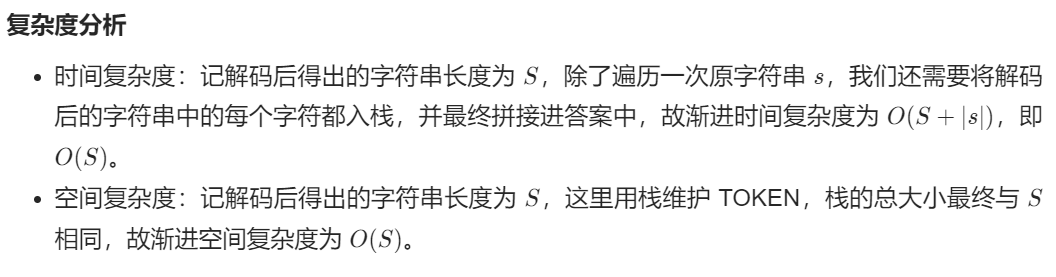 复杂度分析
• 时间复杂度：记解码后得出的字符串长度为 S，除了遍历一次原字符串 s，我们还需要将解码
后的字符串中的每个字符都入栈，并最终拼接进答案中，故渐进时间复杂度为 O(S + |s|)，即
O(S)。
• 空间复杂度：记解码后得出的字符串长度为 S，这里用栈维护 TOKEN，栈的总大小最终与 S
相同，故渐进空间复杂度为 O(S)。